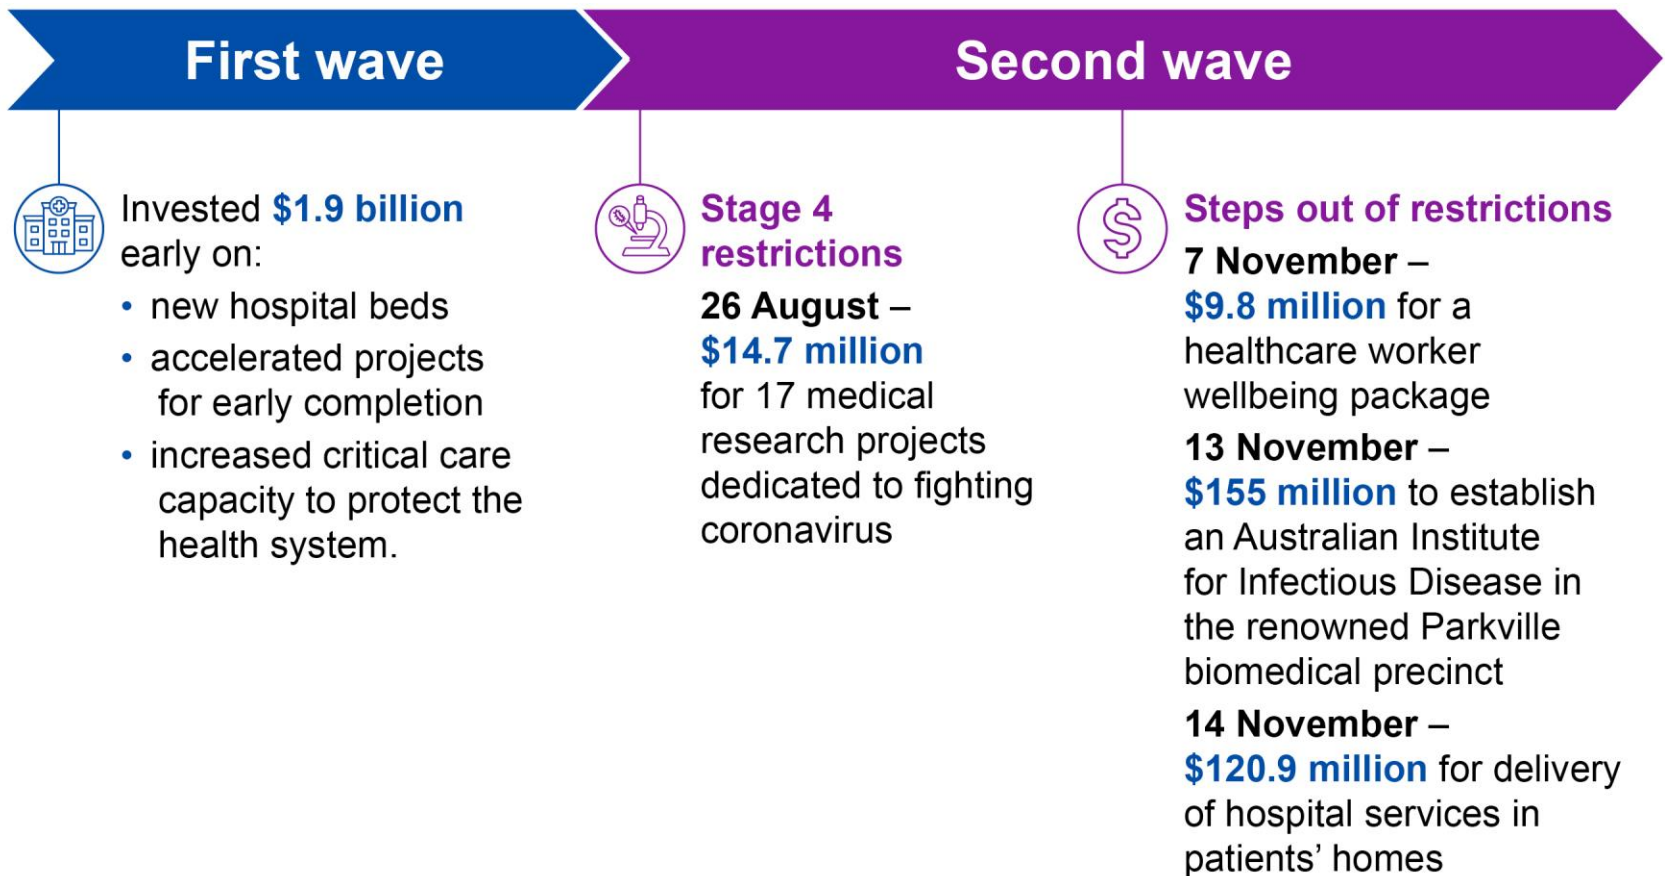 First wave
Second wave
Invested $1.9 billion
early on:
• new hospital beds
• accelerated projects
for early completion
• increased critical care
capacity to protect the
health system.
Stage 4
restrictions
26 August –
$14.7 million
for 17 medical
research projects
dedicated to fighting
coronavirus
$
Steps out of restrictions
7 November –
$9.8 million for a
healthcare worker
wellbeing package
13 November –
$155 million to establish
an Australian Institute
for Infectious Disease in
the renowned Parkville
biomedical precinct
14 November –
$120.9 million for delivery
of hospital services in
patients’ homes